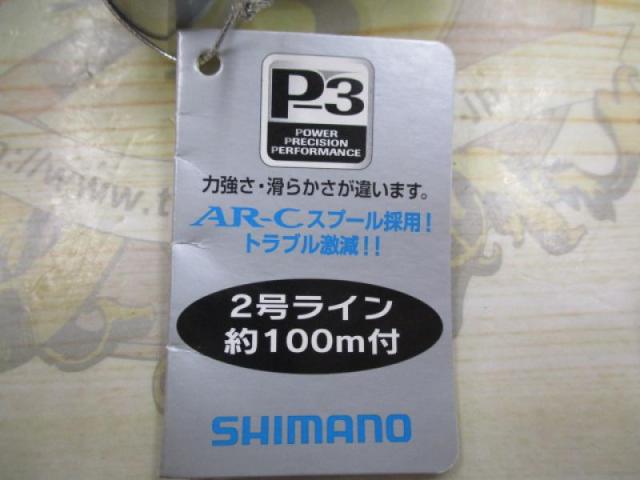 P-3
POWER
PRECISION
PERFORMANCE
力強さ・滑らかさが違います。
AR-Cスプール採用!
トラブル激減!!
2号ライン
約100m付
SHIMANO